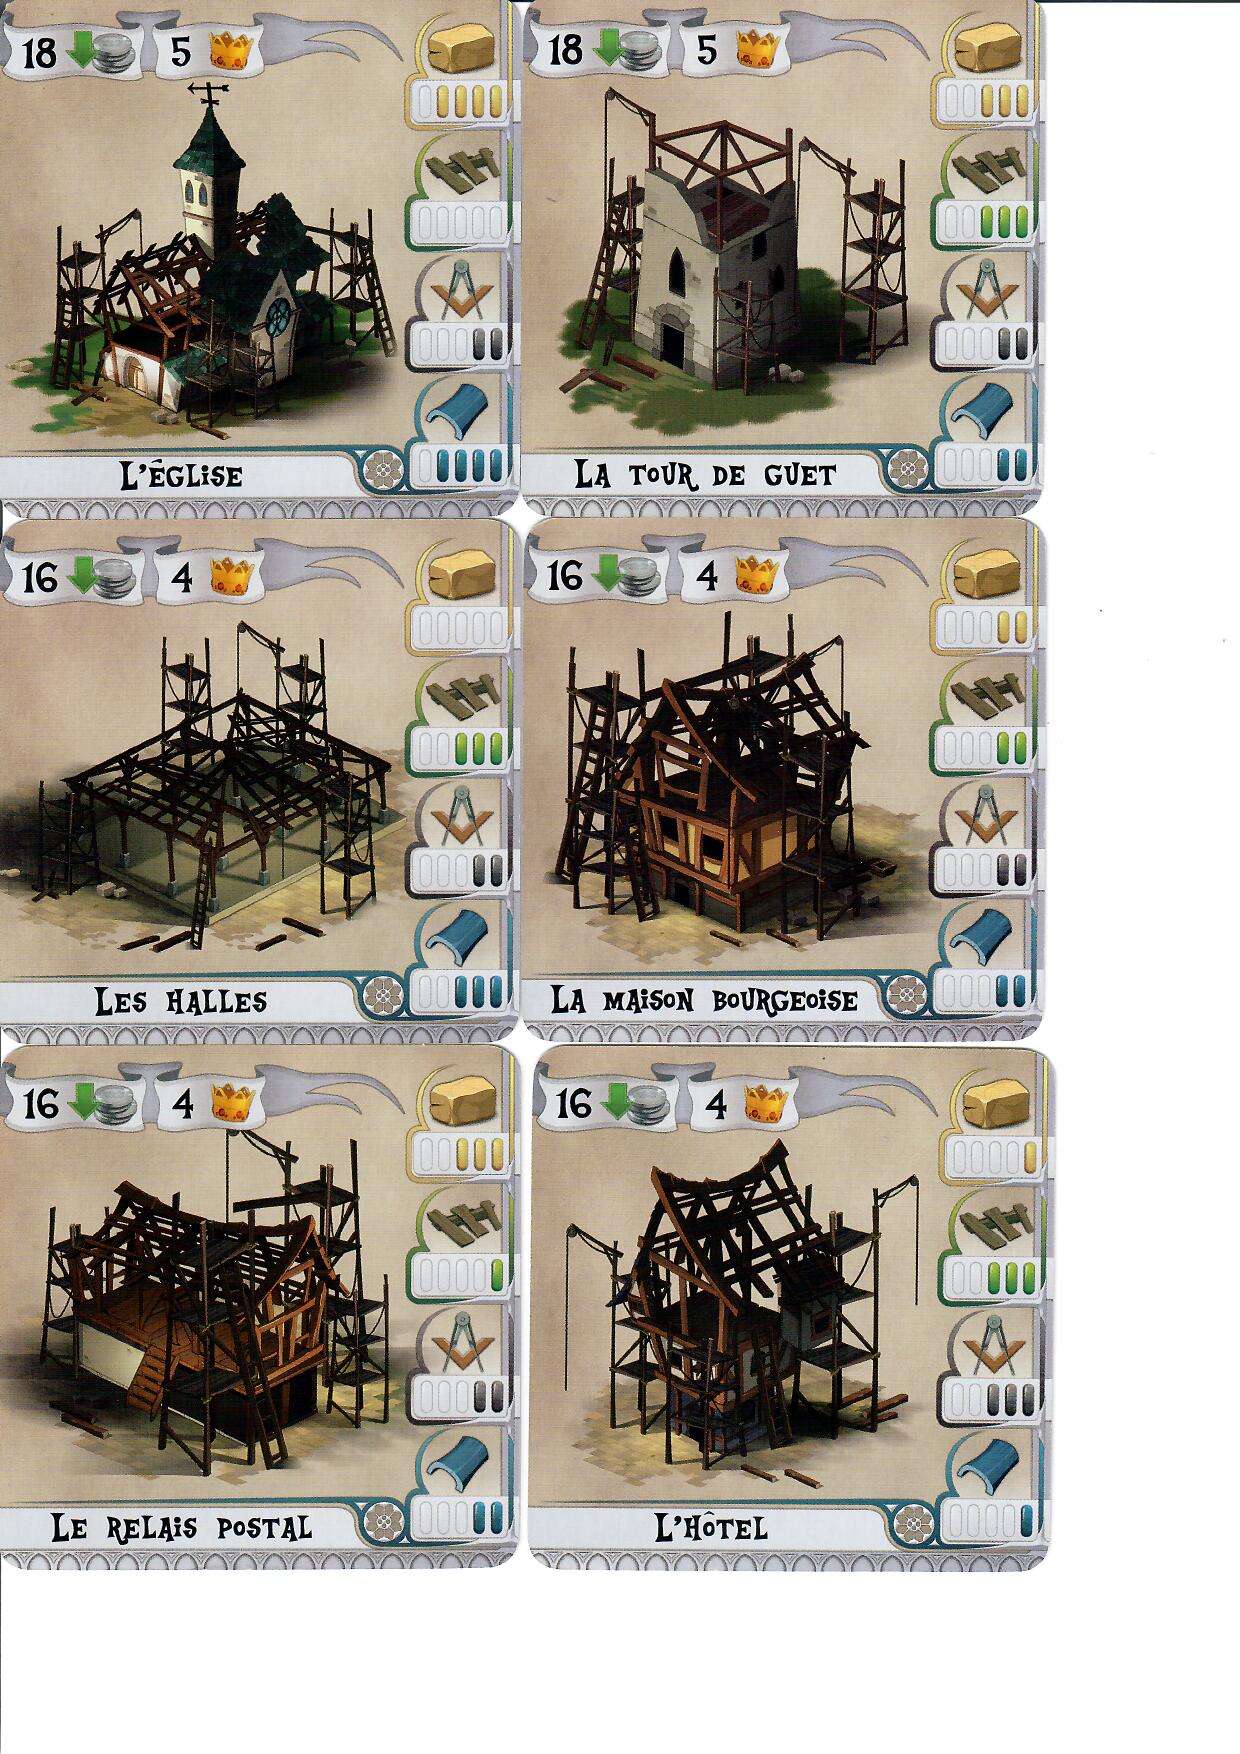 18 5
L'ÉGLISE
18 5
LA TOUR DE GUET
16 4
LES HALLES
16 4
LA MAISON BOURGEOISE
16 4
LE RELAIS POSTAL
16 4
L'HÔTEL